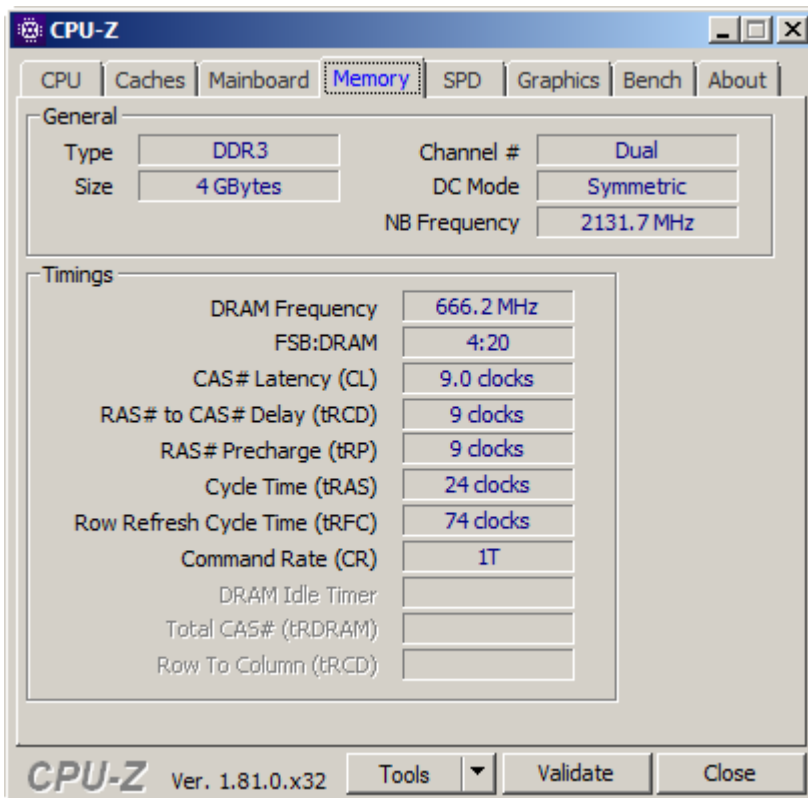 CPU-Z
CPU Caches Mainboard Memory SPD Graphics Bench About
General
Type DDR3 Channel # Dual
Size 4 GBytes DC Mode Symmetric
NB Frequency 2131.7 MHz
Timings
DRAM Frequency 666.2 MHz
FSB:DRAM 4:20
CAS# Latency (CL) 9.0 clocks
RAS# to CAS# Delay (tRCD) 9 clocks
RAS# Precharge (tRP) 9 clocks
Cycle Time (tRAS) 24 clocks
Row Refresh Cycle Time (tRFC) 74 clocks
Command Rate (CR) 1T
DRAM Idle Timer
Total CAS# (tRDRAM)
Row To Column (tRCD)
CPU-Z Ver. 1.81.0.x32 Tools Validate Close